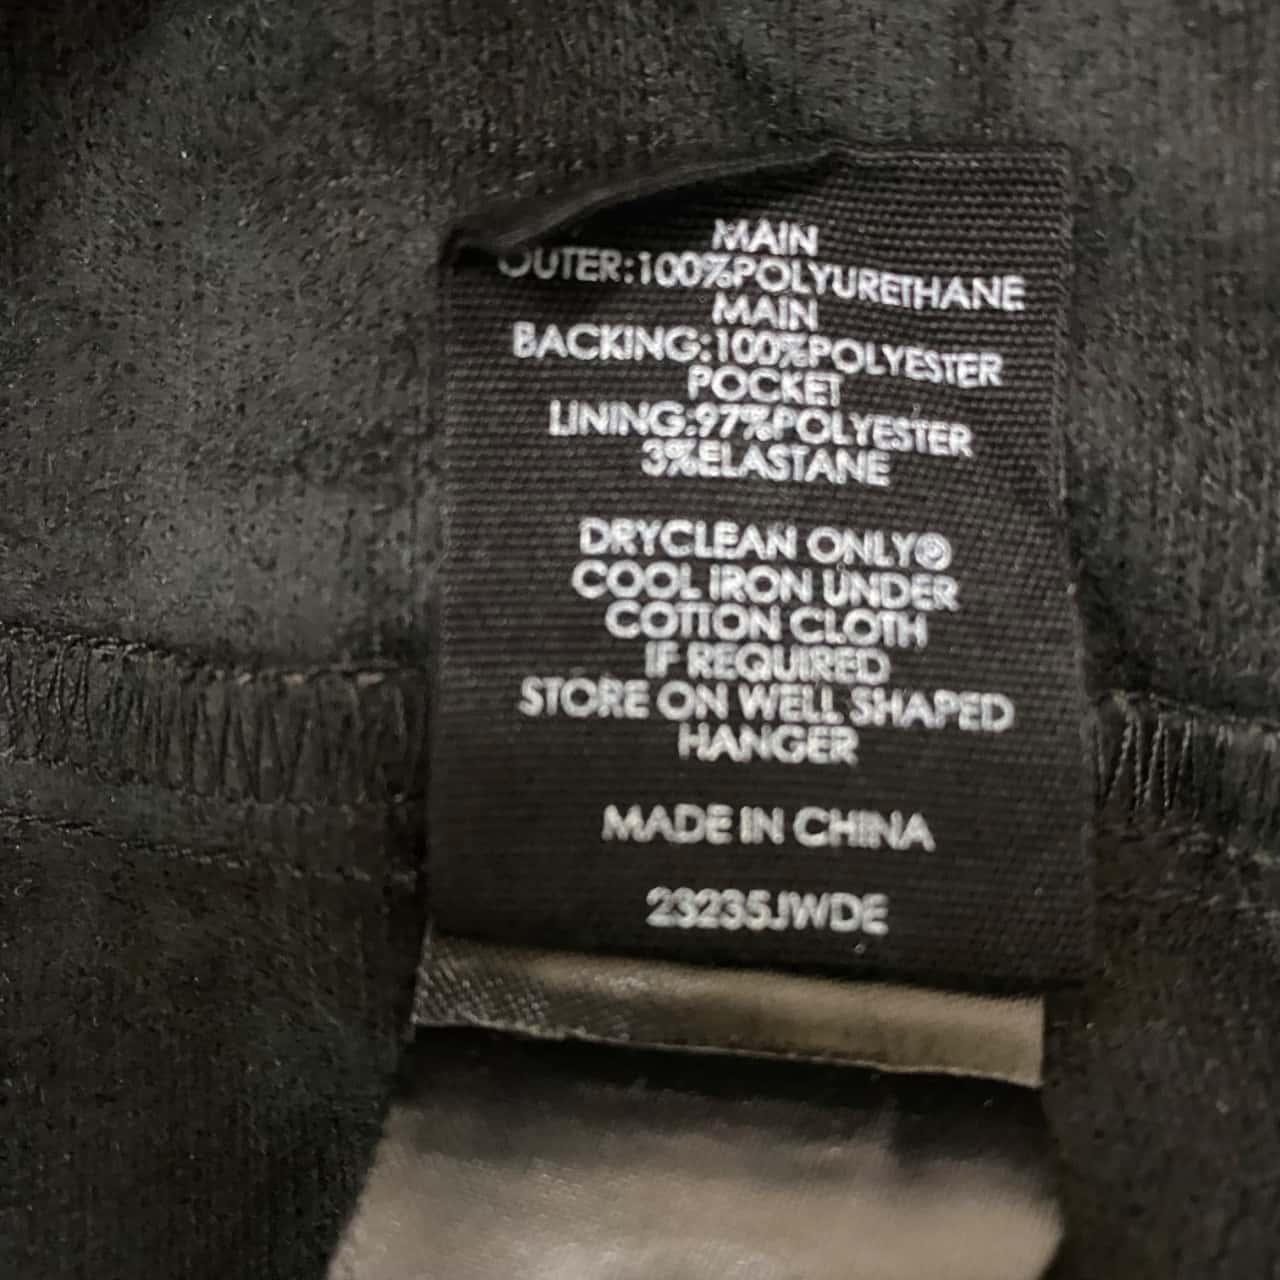 MAIN
OUTER:100%POLYURETHANE
MAIN
BACKING:100%POLYESTER
POCKET
LINING:97%POLYESTER
3%ELASTANE
DRYCLEAN ONLYⓅ
COOL IRON UNDER
COTTON CLOTH
IF REQUIRED
STORE ON WELL SHAPED
HANGER
MADE IN CHINA
23235JWDE